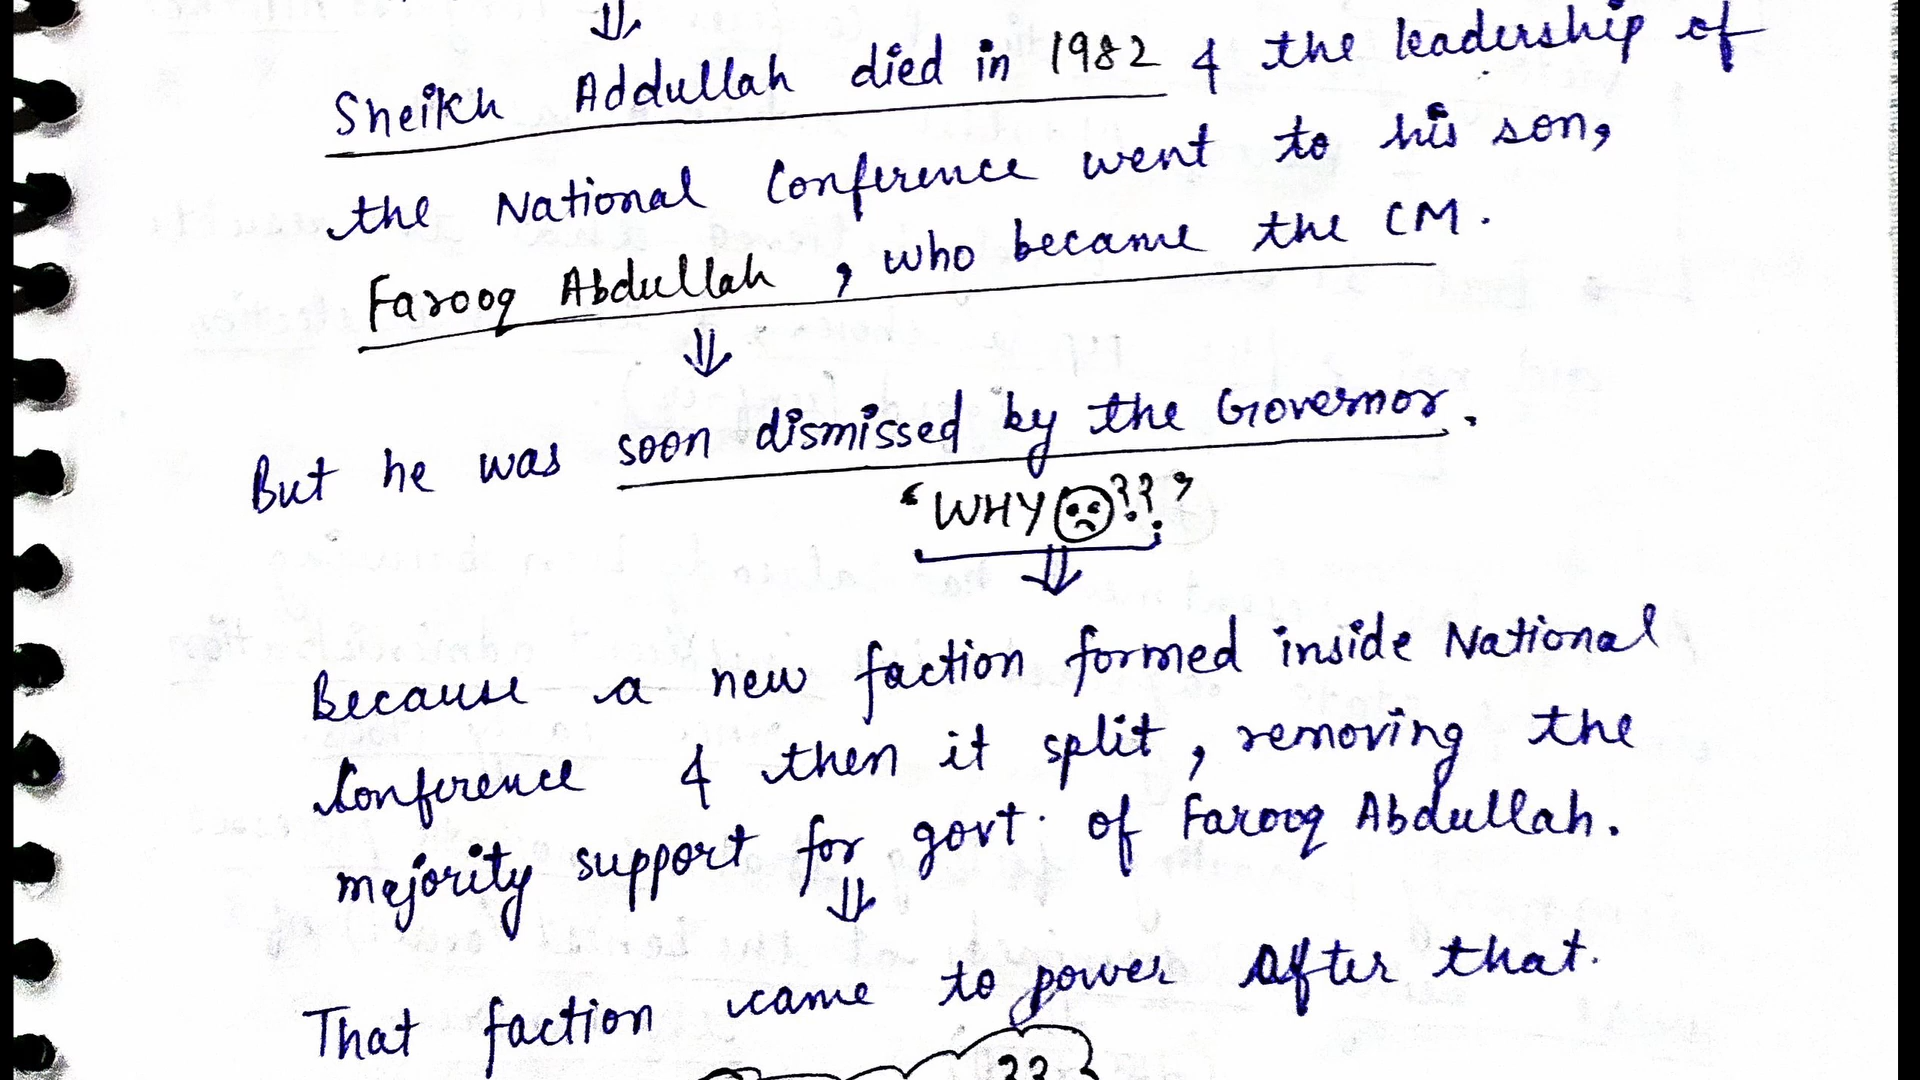 ⇓
Sheikh Addullah died in 1982 & the leadership of
the National Conference went to his son,
Farooq Abdullah, who became the CM.
⇓
But he was soon dismissed by the Governor.
‘WHY☹??’
⇓
Because a new faction formed inside National
Conference & then it split, removing the
mejority support for govt. of Farooq Abdullah.
⇓
That faction came to power after that.
??